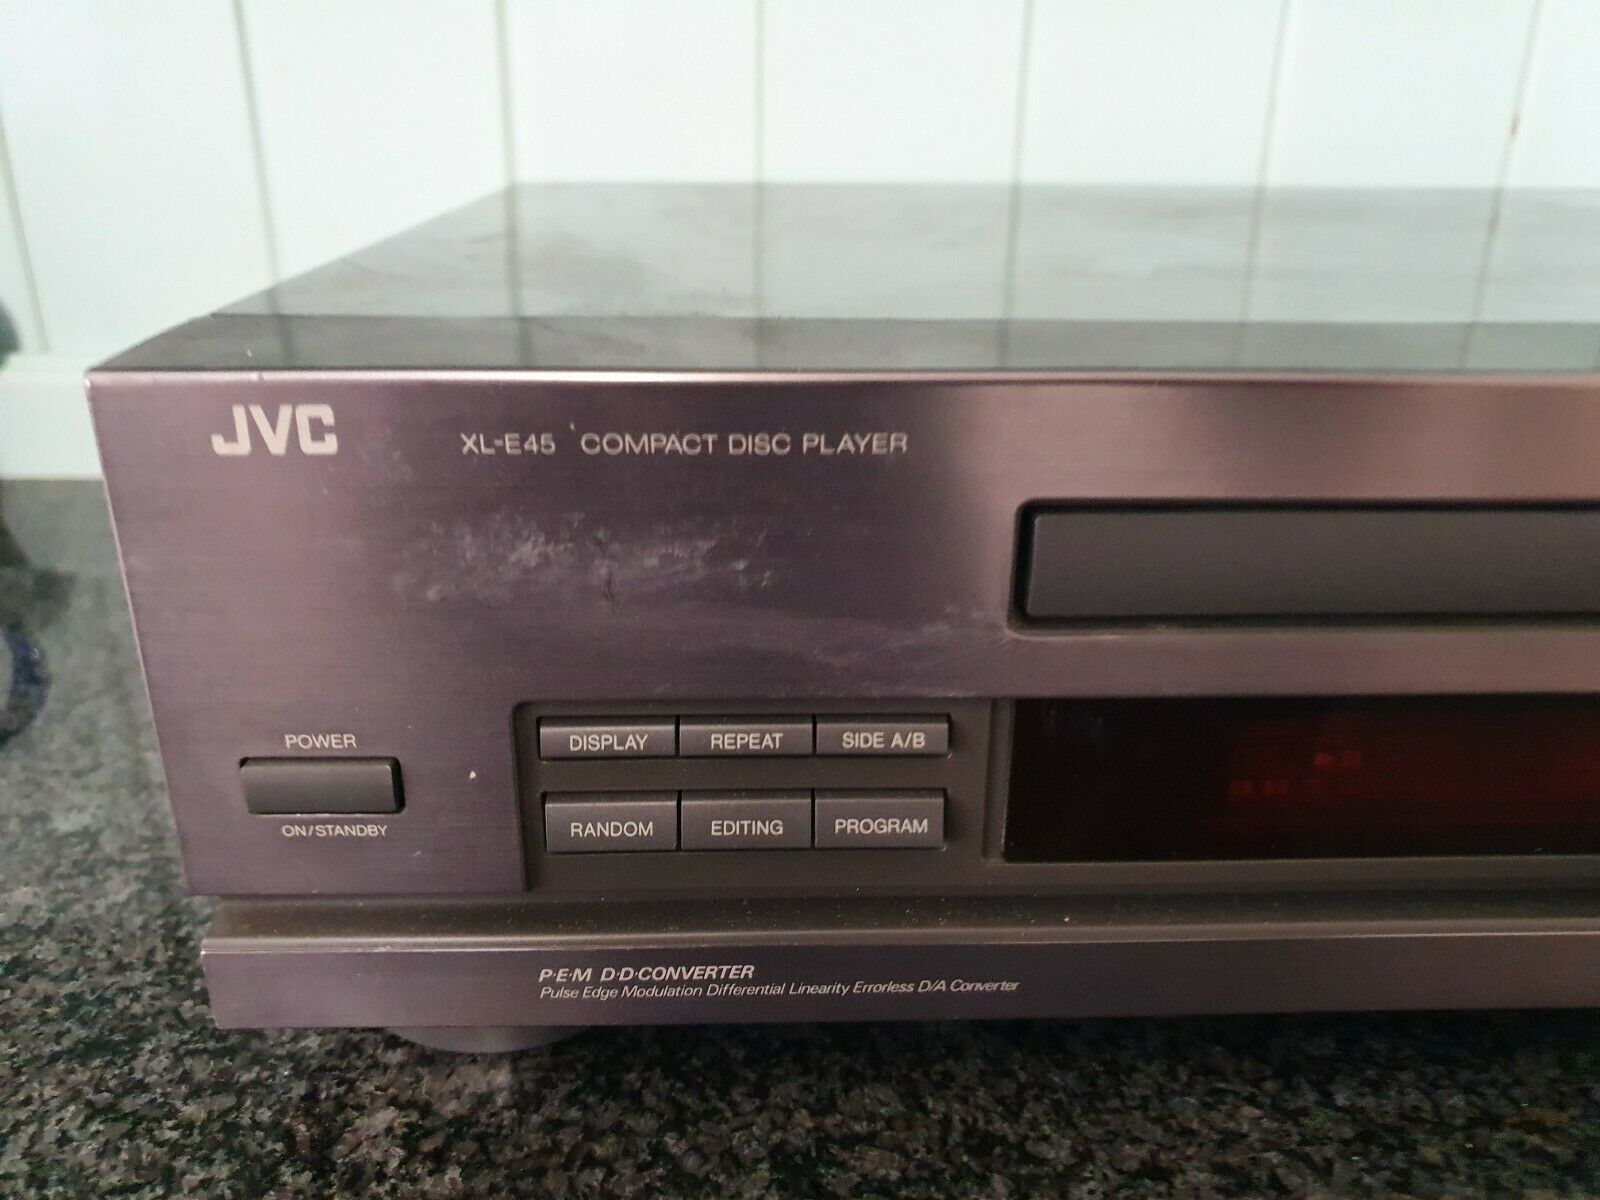 JVC
XL-E45 COMPACT DISC PLAYER
POWER
ON/STANDBY
DISPLAY REPEAT SIDE A/B
RANDOM EDITING PROGRAM
P·E·M D·D·CONVERTER
Pulse Edge Modulation Differential Linearity Errorless D/A Converter